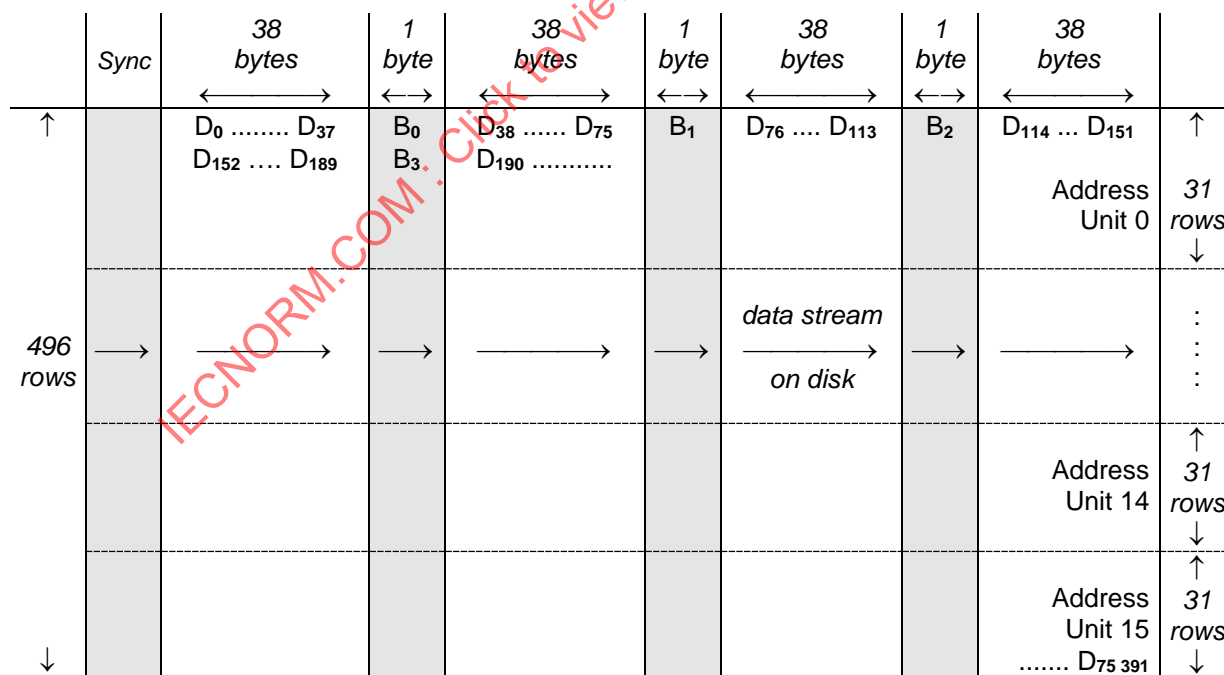 38 1 38 1 38 1 38
Sync bytes byte bytes byte bytes byte bytes
←⎯⎯→ ←→ ←⎯⎯→ ←→ ←⎯⎯→ ←→ ←⎯⎯→
↑ D0 ........ D37 B0 D38 ...... D75 B1 D76 .... D113 B2 D114 ... D151 ↑
D152 .... D189 B3 D190 ...........
Address 31
Unit 0 rows
↓
data stream :
496 ⎯→ ⎯⎯→ ⎯→ ⎯⎯→ ⎯→ ⎯⎯→ ⎯→ ⎯⎯→ :
rows on disk :
↑
Address 31
Unit 14 rows
↓
↑
Address 31
Unit 15 rows
↓ ....... D75 391 ↓
IECNORM.COM : Click to vie